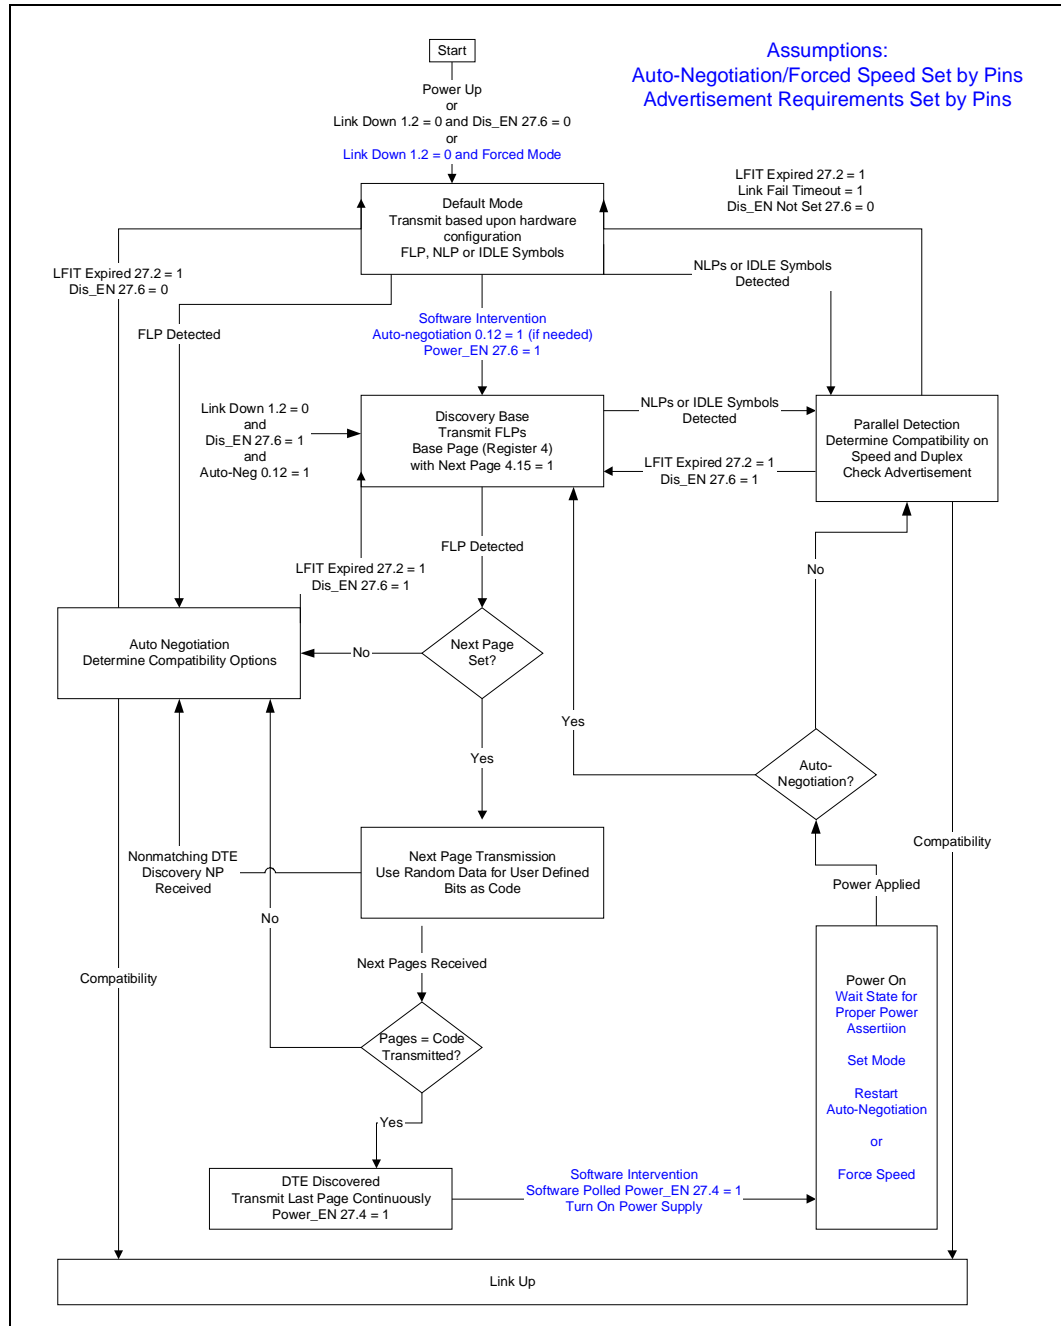 Start
Assumptions:
Auto-Negotiation/Forced Speed Set by Pins
Advertisement Requirements Set by Pins
Power Up
or
Link Down 1.2 = 0 and Dis_EN 27.6 = 0
or
Link Down 1.2 = 0 and Forced Mode
LFIT Expired 27.2 = 1
Link Fail Timeout = 1
Dis_EN Not Set 27.6 = 0
Default Mode
Transmit based upon hardware
configuration
FLP, NLP or IDLE Symbols
LFIT Expired 27.2 = 1
Dis_EN 27.6 = 0
NLPs or IDLE Symbols
Detected
FLP Detected
Software Intervention
Auto-negotiation 0.12 = 1 (if needed)
Power_EN 27.6 = 1
Link Down 1.2 = 0
and
Dis_EN 27.6 = 1
and
Auto-Neg 0.12 = 1
Discovery Base
Transmit FLPs
Base Page (Register 4)
with Next Page 4.15 = 1
NLPs or IDLE Symbols
Detected
Parallel Detection
Determine Compatibility on
Speed and Duplex
Check Advertisement
LFIT Expired 27.2 = 1
Dis_EN 27.6 = 1
FLP Detected
LFIT Expired 27.2 = 1
Dis_EN 27.6 = 1
No
Auto Negotiation
Determine Compatibility Options
No
Next Page
Set?
Yes
Yes
Auto-
Negotiation?
Nonmatching DTE
Discovery NP
Received
Next Page Transmission
Use Random Data for User Defined
Bits as Code
Compatibility
Power Applied
No
Next Pages Received
Compatibility
Power On
Wait State for
Proper Power
Assertiion
Set Mode
Restart
Auto-Negotiation
or
Force Speed
Pages = Code
Transmitted?
Yes
DTE Discovered
Transmit Last Page Continuously
Power_EN 27.4 = 1
Software Intervention
Software Polled Power_EN 27.4 = 1
Turn On Power Supply
Link Up